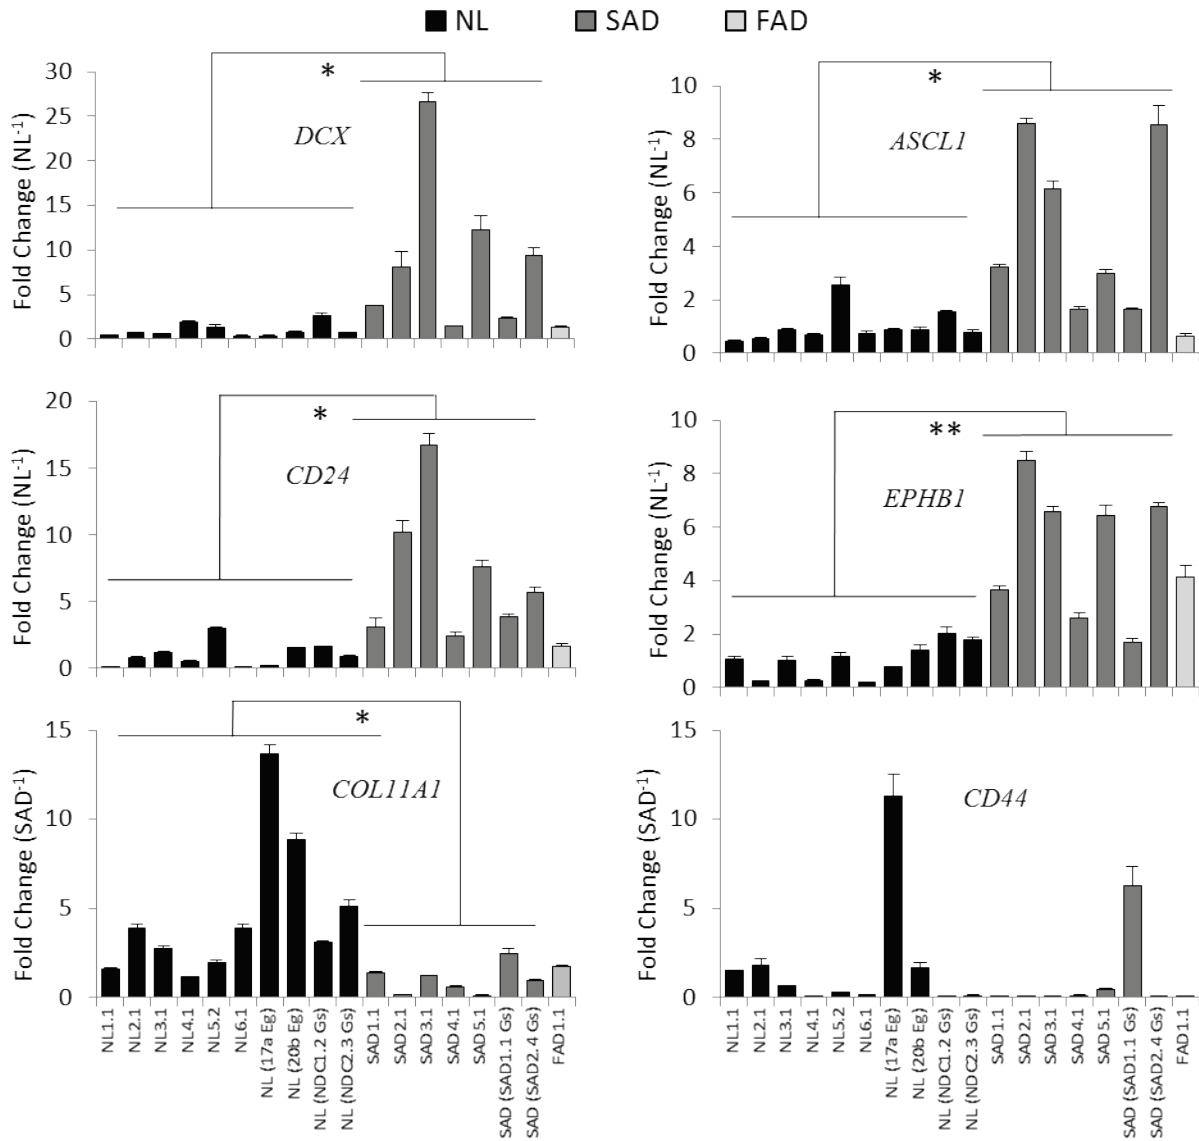 NL SAD FAD
Fold Change (NL⁻¹)
30
25
20
15
10
5
0
*
DCX
Fold Change (NL⁻¹)
10
8
6
4
2
0
*
ASCL1
Fold Change (NL⁻¹)
20
15
10
5
0
*
CD24
Fold Change (NL⁻¹)
10
8
6
4
2
0
**
EPHB1
Fold Change (SAD⁻¹)
15
10
5
0
*
COL11A1
NL1.1
NL2.1
NL3.1
NL4.1
NL5.2
NL6.1
NL (17a Eg)
NL (20b Eg)
NL (NDC1.2 Gs)
NL (NDC2.3 Gs)
SAD1.1
SAD2.1
SAD3.1
SAD4.1
SAD5.1
SAD (SAD1.1 Gs)
SAD (SAD2.4 Gs)
FAD1.1
Fold Change (SAD⁻¹)
15
10
5
0
CD44
NL1.1
NL2.1
NL3.1
NL4.1
NL5.2
NL6.1
NL (17a Eg)
NL (20b Eg)
NL (NDC1.2 Gs)
NL (NDC2.3 Gs)
SAD1.1
SAD2.1
SAD3.1
SAD4.1
SAD5.1
SAD (SAD1.1 Gs)
SAD (SAD2.4 Gs)
FAD1.1